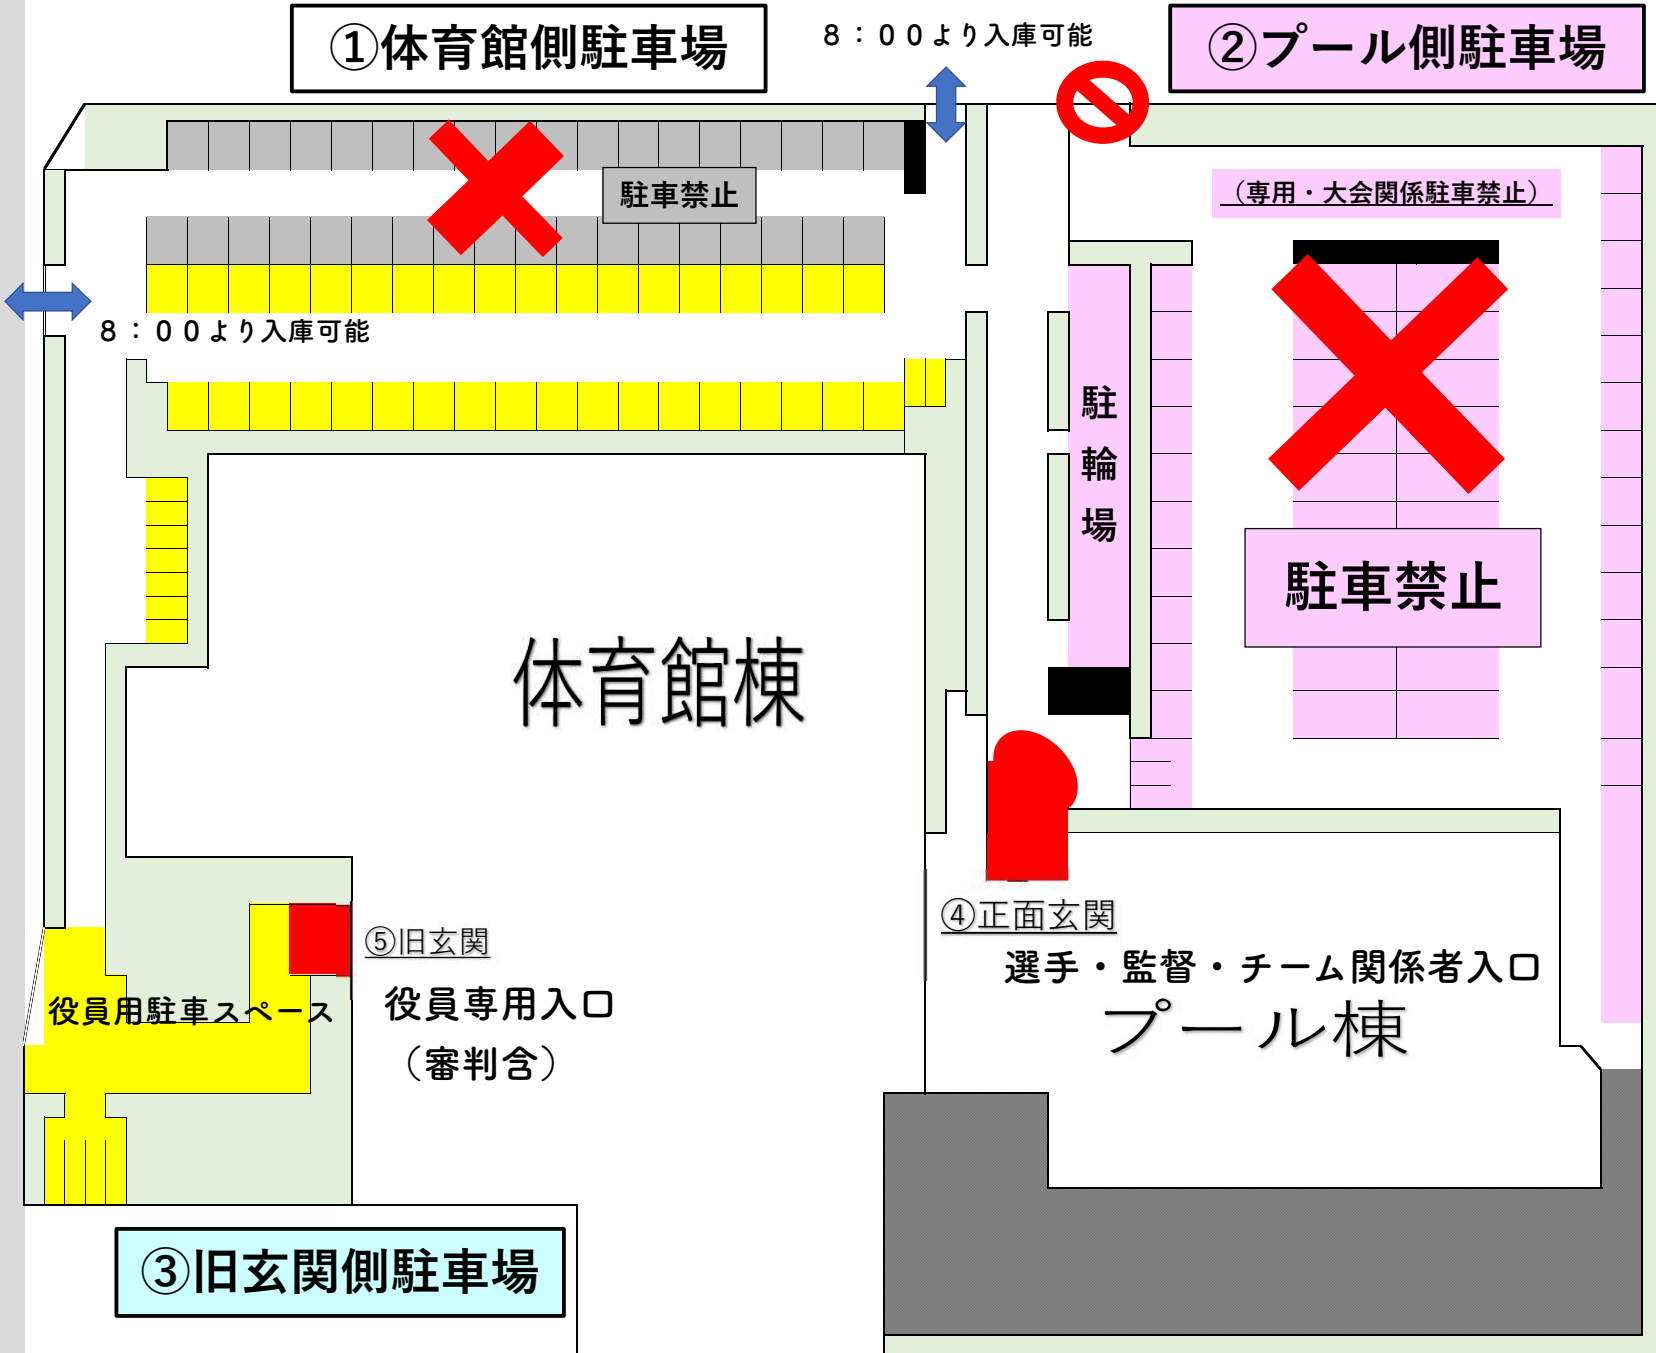 ①体育館側駐車場
８：００より入庫可能
②プール側駐車場
駐車禁止
（専用・大会関係駐車禁止）
８：００より入庫可能
駐輪場
駐車禁止
体育館棟
④正面玄関
選手・監督・チーム関係者入口
プール棟
⑤旧玄関
役員専用入口
（審判含）
役員用駐車スペース
③旧玄関側駐車場